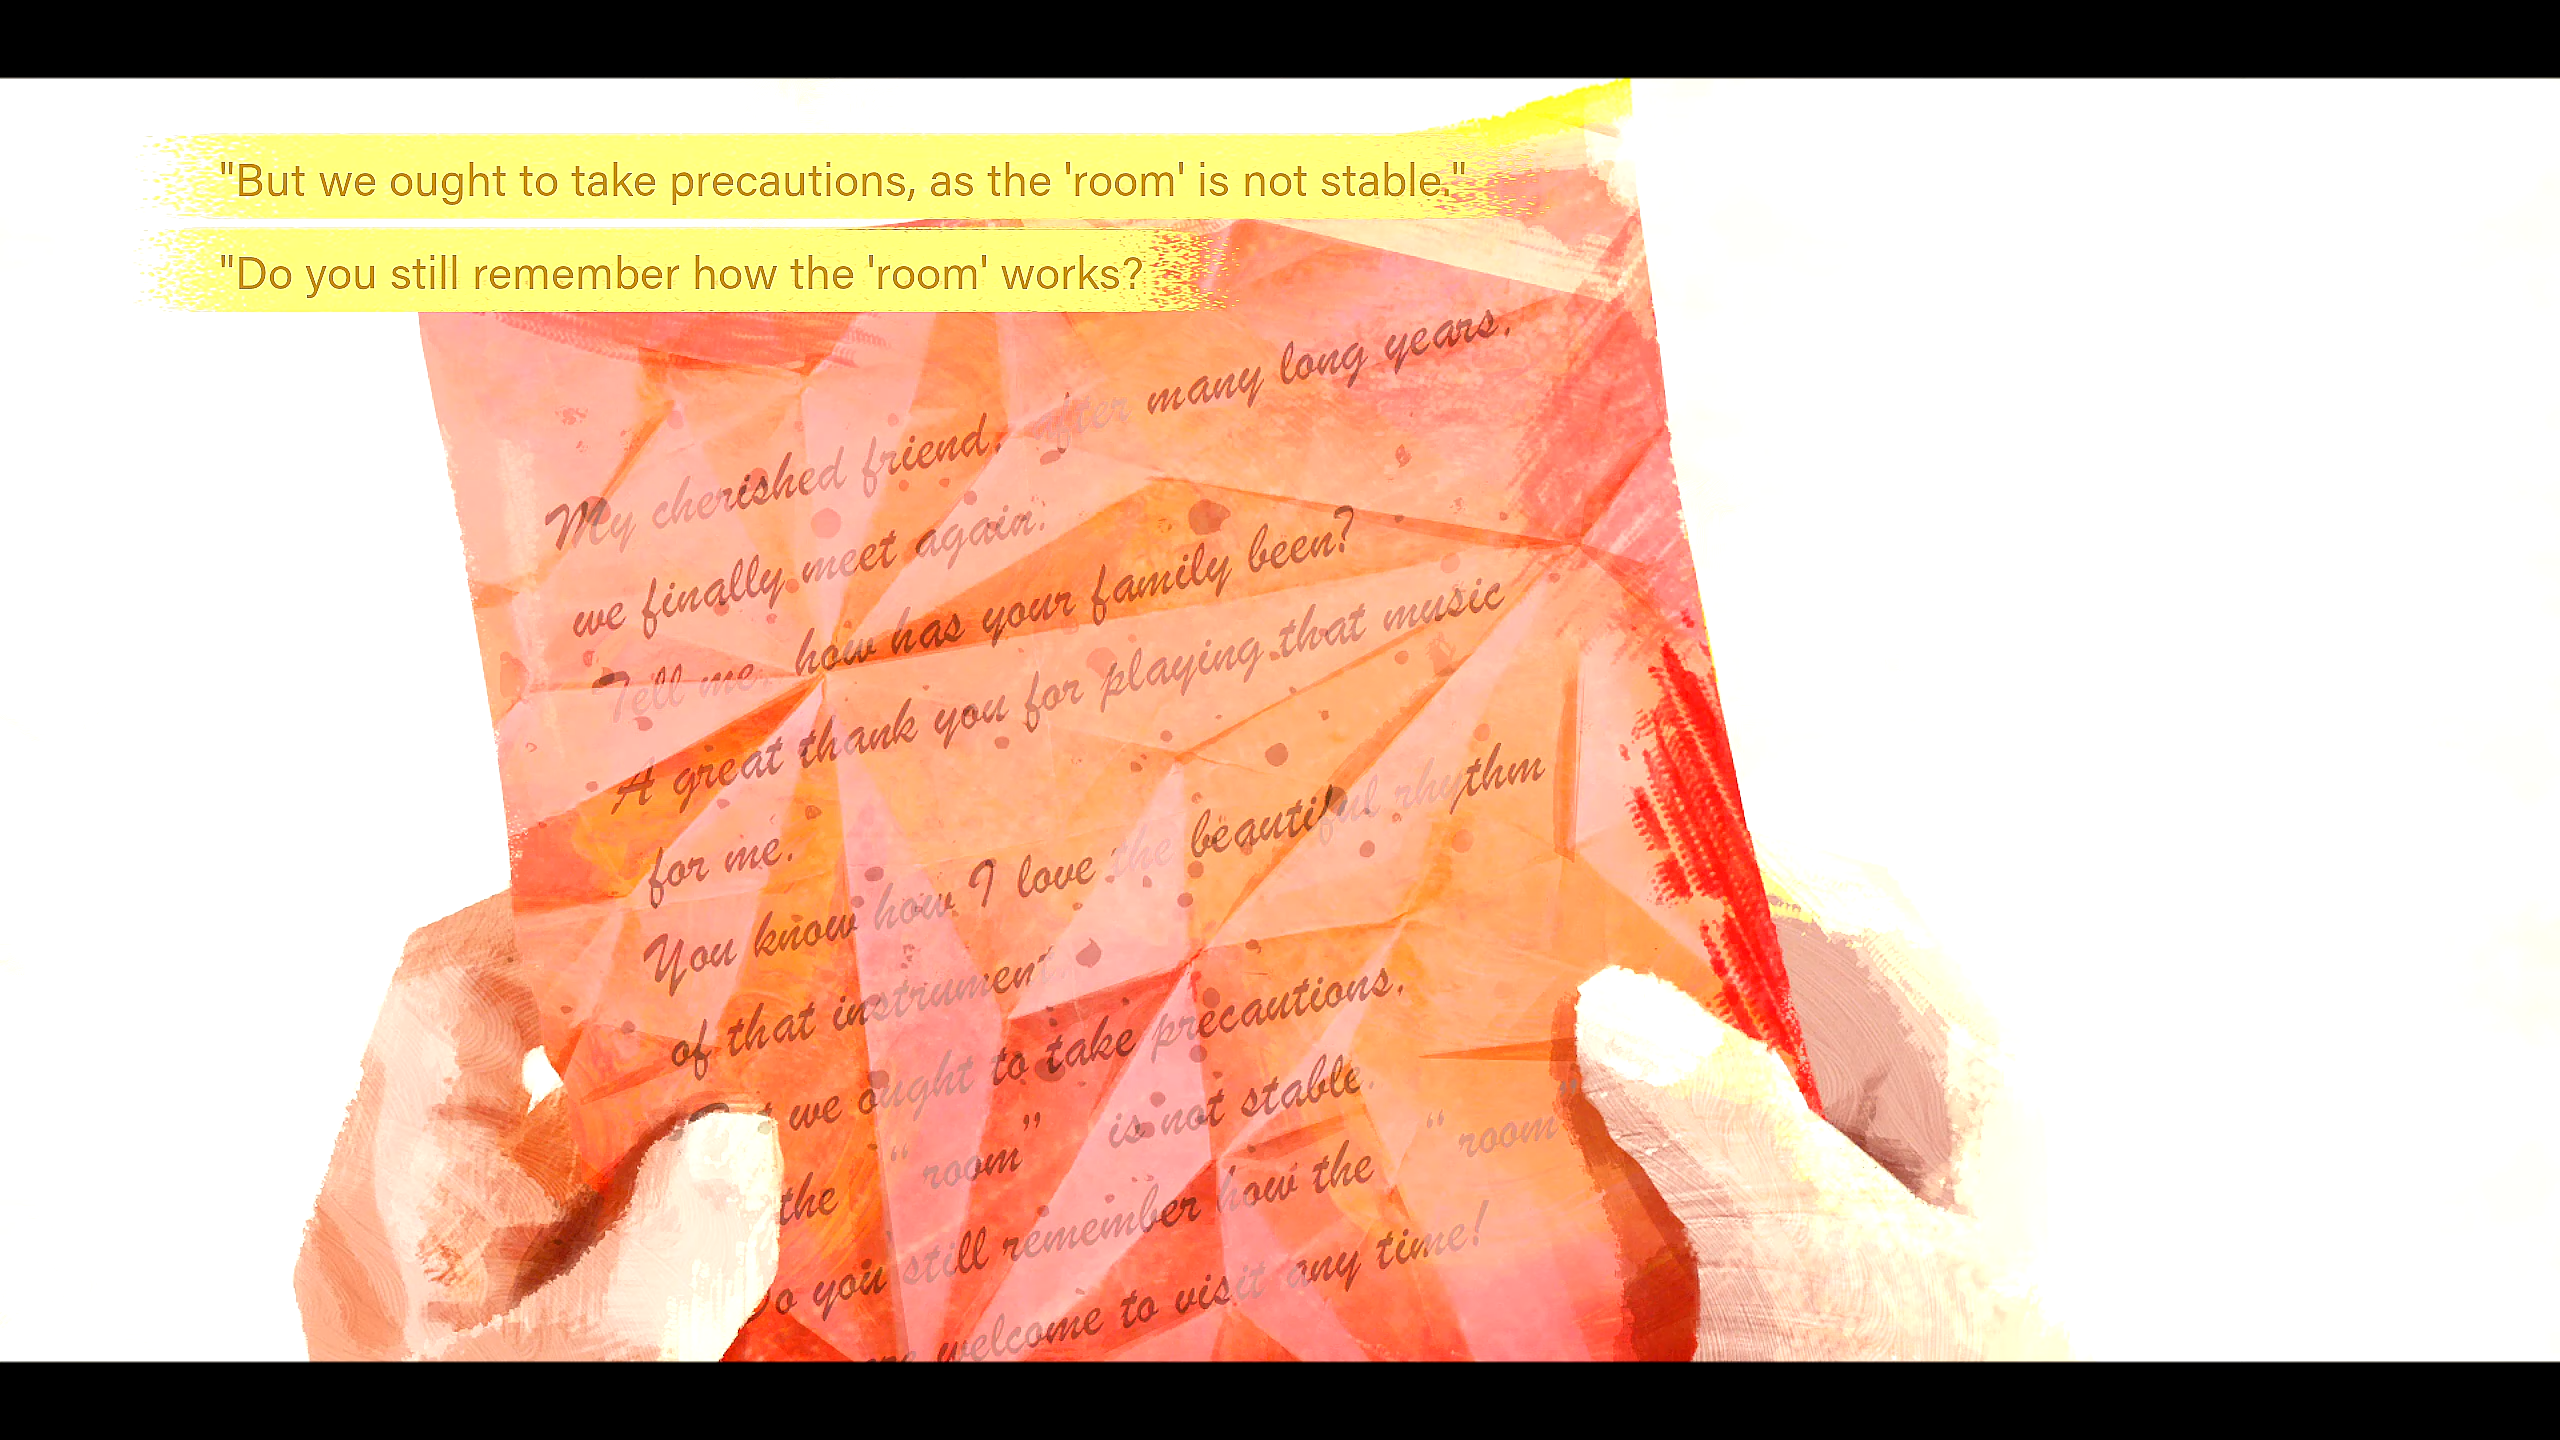 "But we ought to take precautions, as the 'room' is not stable."
"Do you still remember how the 'room' works?
My cherished friend, after many long years,
we finally meet again.
Tell me, how has your family been?
A great thank you for playing that music
for me.
You know how I love the beautiful rhythm
of that instrument
we ought to take precautions,
the “room” is not stable.
you still remember how the “room”
welcome to visit any time!